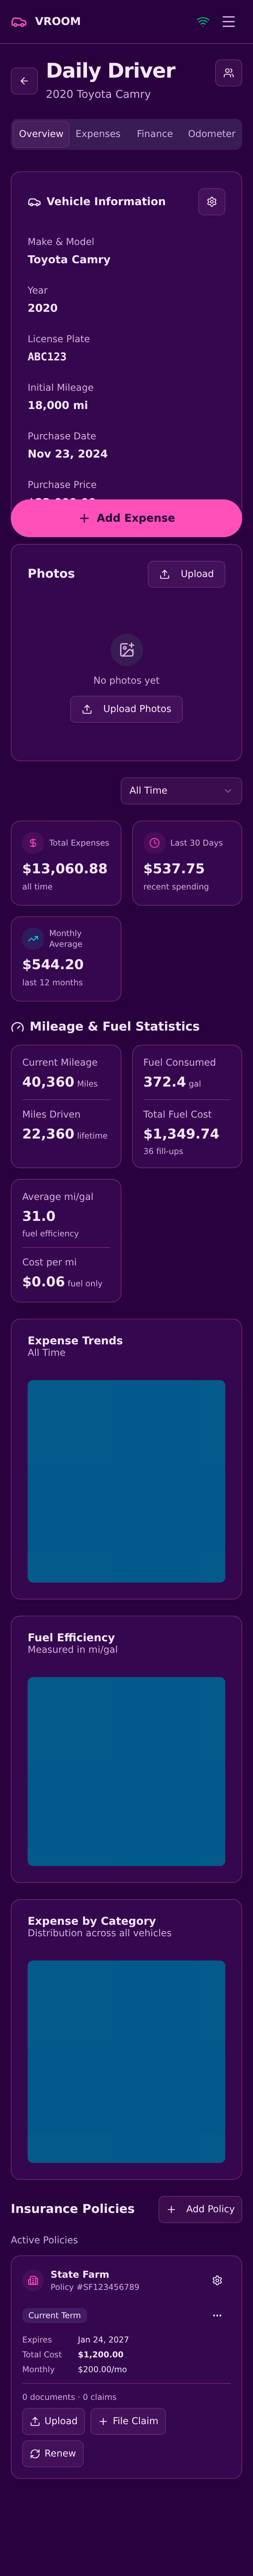 VROOM
Daily Driver
2020 Toyota Camry
Overview Expenses Finance Odometer
Vehicle Information
Make & Model
Toyota Camry
Year
2020
License Plate
ABC123
Initial Mileage
18,000 mi
Purchase Date
Nov 23, 2024
Purchase Price
Add Expense
Photos
Upload
No photos yet
Upload Photos
All Time
Total Expenses
$13,060.88
all time
Last 30 Days
$537.75
recent spending
Monthly
Average
$544.20
last 12 months
Mileage & Fuel Statistics
Current Mileage
40,360 Miles
Miles Driven
22,360 lifetime
Fuel Consumed
372.4 gal
Total Fuel Cost
$1,349.74
36 fill-ups
Average mi/gal
31.0
fuel efficiency
Cost per mi
$0.06 fuel only
Expense Trends
All Time
Fuel Efficiency
Measured in mi/gal
Expense by Category
Distribution across all vehicles
Insurance Policies
Add Policy
Active Policies
State Farm
Policy #SF123456789
Current Term
Expires Jan 24, 2027
Total Cost $1,200.00
Monthly $200.00/mo
0 documents · 0 claims
Upload
File Claim
Renew